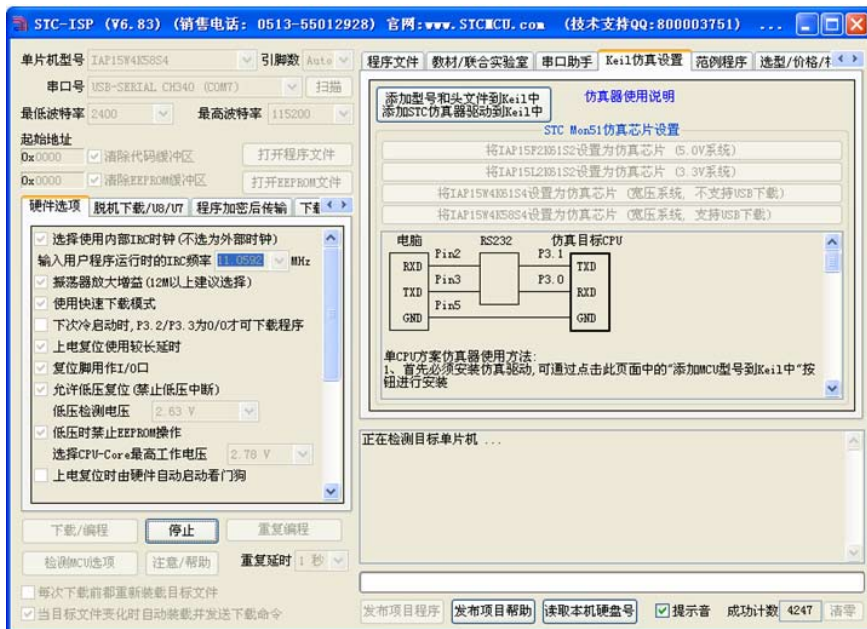 STC-ISP (V6.83) (销售电话: 0513-55012928) 官网:www.STCMCU.com (技术支持QQ:800003751) ...
单片机型号 IAP15W4K58S4 引脚数 Auto
串口号 USB-SERIAL CH340 (COM7) 扫描
最低波特率 2400 最高波特率 115200
起始地址
0x0000 清除代码缓冲区 打开程序文件
0x0000 清除EEPROM缓冲区 打开EEPROM文件
硬件选项 脱机下载/U8/U7 程序加密后传输 下载
选择使用内部IRC时钟(不选为外部时钟)
输入用户程序运行时的IRC频率 11.0592 MHz
振荡器放大增益(12M以上建议选择)
使用快速下载模式
下次冷启动时,P3.2/P3.3为0/0才可下载程序
上电复位使用较长延时
复位脚用作I/O口
允许低压复位(禁止低压中断)
低压检测电压 2.63 V
低压时禁止EEPROM操作
选择CPU-Core最高工作电压 2.78 V
上电复位时由硬件自动启动看门狗
下载/编程 停止 重复编程
检测MCU选项 注意/帮助 重复延时 1 秒
每次下载前都重新装载目标文件
当目标文件变化时自动装载并发送下载命令
程序文件 教材/联合实验室 串口助手 Keil仿真设置 范例程序 选型/价格/
添加型号和头文件到Keil中
添加STC仿真器驱动到Keil中
仿真器使用说明
STC Mon51仿真芯片设置
将IAP15F2K61S2设置为仿真芯片 (5.0V系统)
将IAP15L2K61S2设置为仿真芯片 (3.3V系统)
将IAP15W4K61S4设置为仿真芯片 (宽压系统, 不支持USB下载)
将IAP15W4K58S4设置为仿真芯片 (宽压系统, 支持USB下载)
电脑 RS232 仿真目标CPU
RXD Pin2 P3.1 TXD
TXD Pin3 P3.0 RXD
GND Pin5 GND
单CPU方案仿真器使用方法:
1、首先必须安装仿真驱动,可通过点击此页面中的"添加MCU型号到Keil中"按
钮进行安装
正在检测目标单片机 ...
发布项目程序 发布项目帮助 读取本机硬盘号 提示音 成功计数 4247 清零